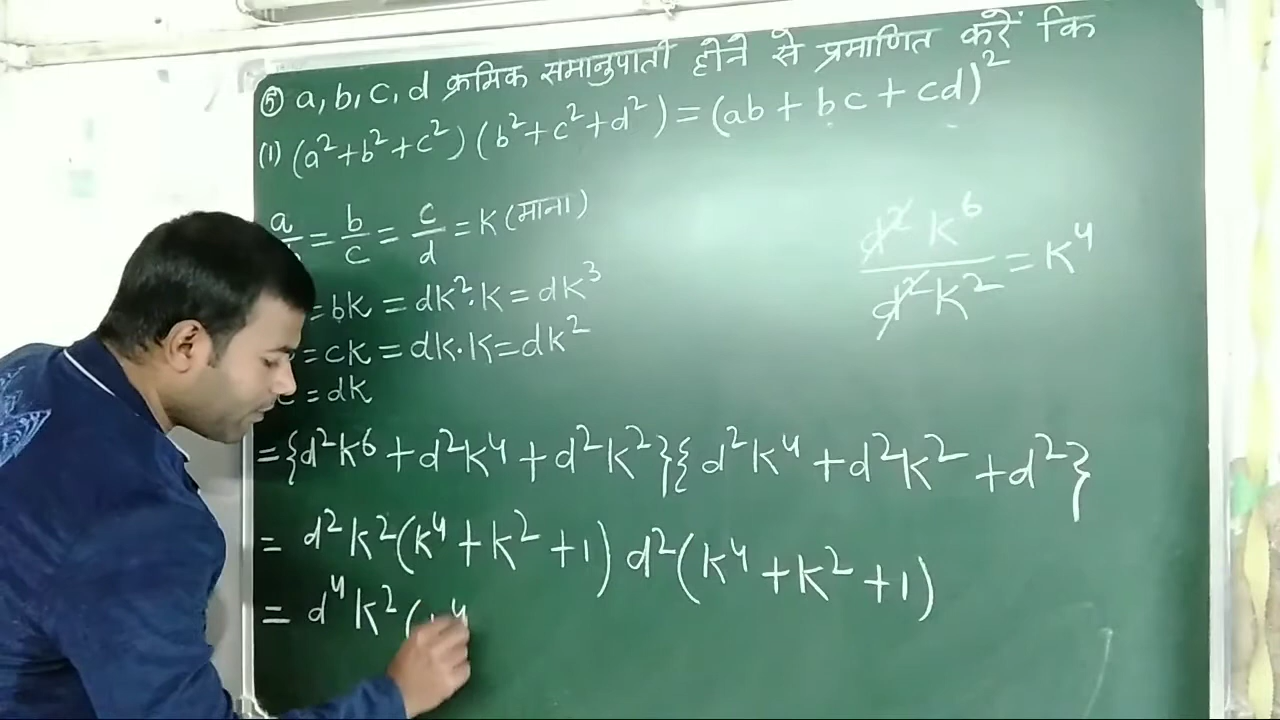 ⑤ a, b, c, d क्रमिक समानुपाती होने से प्रमाणित करें कि
(1) (a²+b²+c²)(b²+c²+d²) = (ab + bc + cd)²
a/ = b/c = c/d = K (माना)
= bk = dk²·k = dk³
= ck = dk·k = dk²
= dk
= {d²k⁶ + d²k⁴ + d²k²}{d²k⁴ + d²k² + d²}
= d²k²(k⁴ + k² + 1) d²(k⁴ + k² + 1)
= d⁴k²(
d²k⁶/d²k² = k⁴